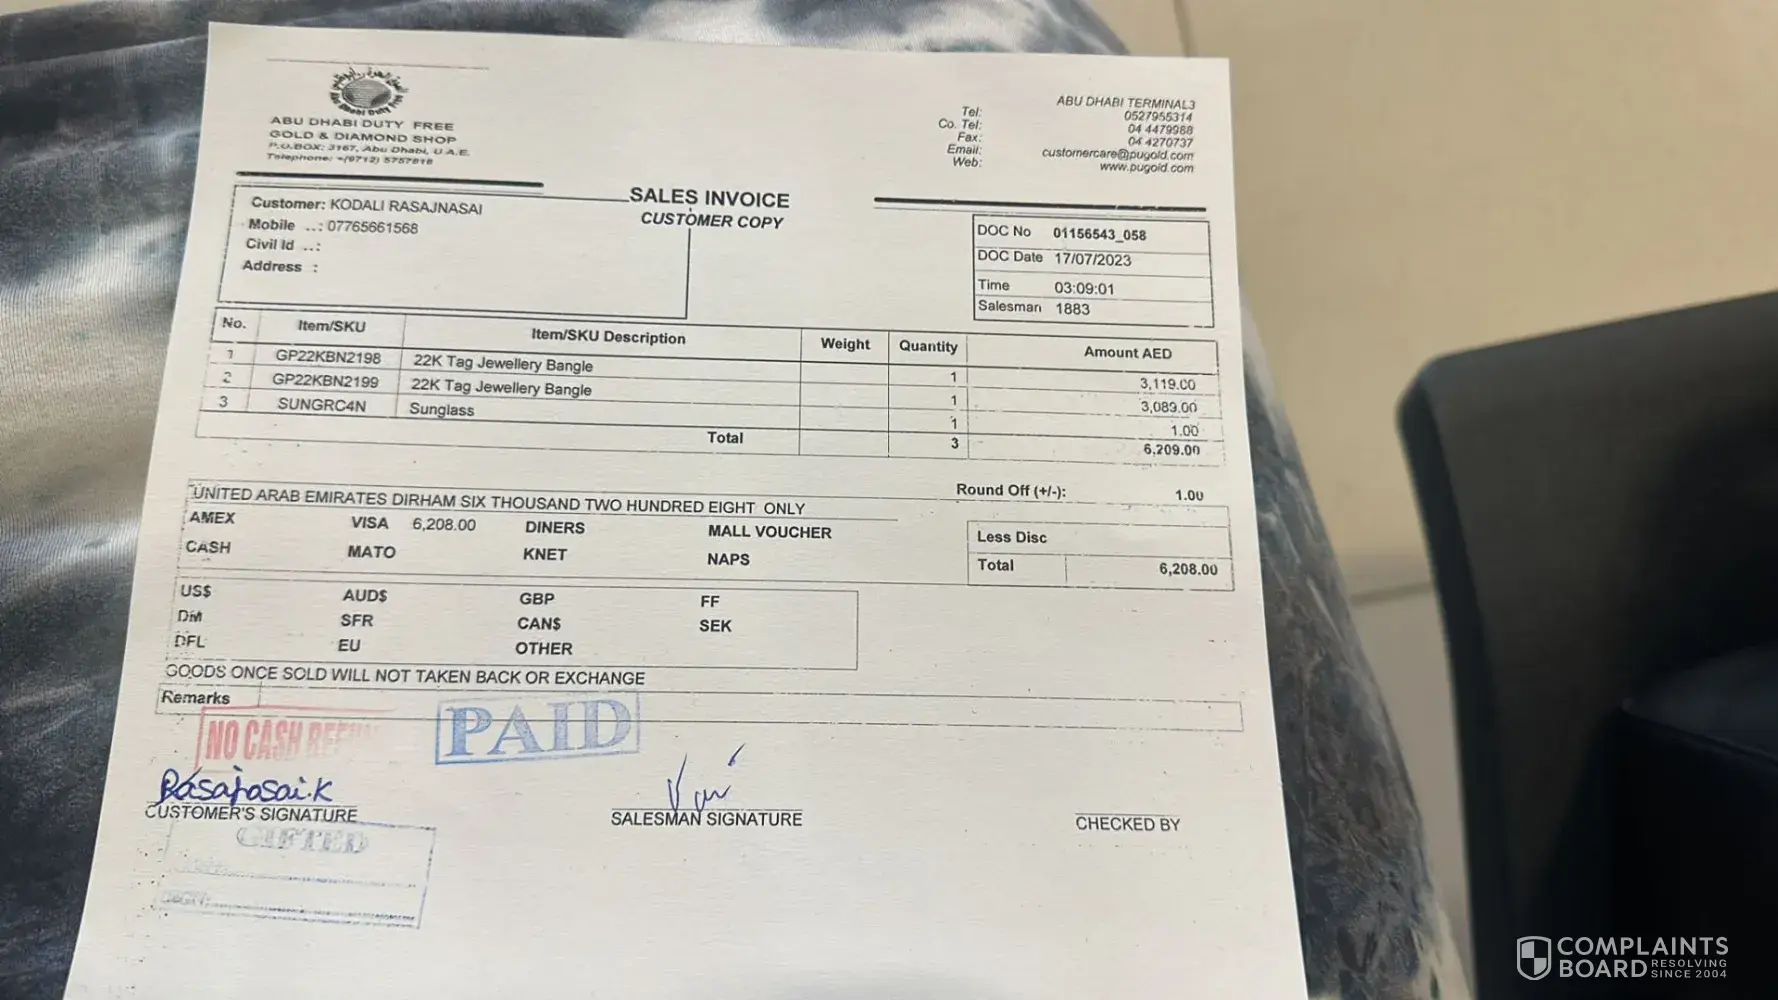 ABU DHABI DUTY FREE
GOLD & DIAMOND SHOP
P.O.BOX: 3167, Abu Dhabi, U.A.E.
Telephone: +(9712) 5757818
ABU DHABI TERMINAL3
Tel: 0527955314
Co. Tel: 04 4479988
Fax: 04 4270737
Email: customercare@pugold.com
Web: www.pugold.com
SALES INVOICE
CUSTOMER COPY
Customer: KODALI RASAJNASAI
Mobile ..: 07765661568
Civil Id ..:
Address :
DOC No 01156543_058
DOC Date 17/07/2023
Time 03:09:01
Salesman 1883
No. Item/SKU Item/SKU Description Weight Quantity Amount AED
1 GP22KBN2198 22K Tag Jewellery Bangle 1 3,119.00
2 GP22KBN2199 22K Tag Jewellery Bangle 1 3,089.00
3 SUNGRC4N Sunglass 1 1.00
Total 3 6,209.00
Round Off (+/-): 1.00
UNITED ARAB EMIRATES DIRHAM SIX THOUSAND TWO HUNDRED EIGHT ONLY
AMEX VISA 6,208.00 DINERS MALL VOUCHER
CASH MATO KNET NAPS
Less Disc
Total 6,208.00
US$ AUD$ GBP FF
DM SFR CAN$ SEK
DFL EU OTHER
GOODS ONCE SOLD WILL NOT TAKEN BACK OR EXCHANGE
Remarks
NO CASH REFUN
PAID
Rasajnasai.K
CUSTOMER'S SIGNATURE
SALESMAN SIGNATURE
CHECKED BY
GIFTED
COMPLAINTS
BOARD RESOLVING
SINCE 2004